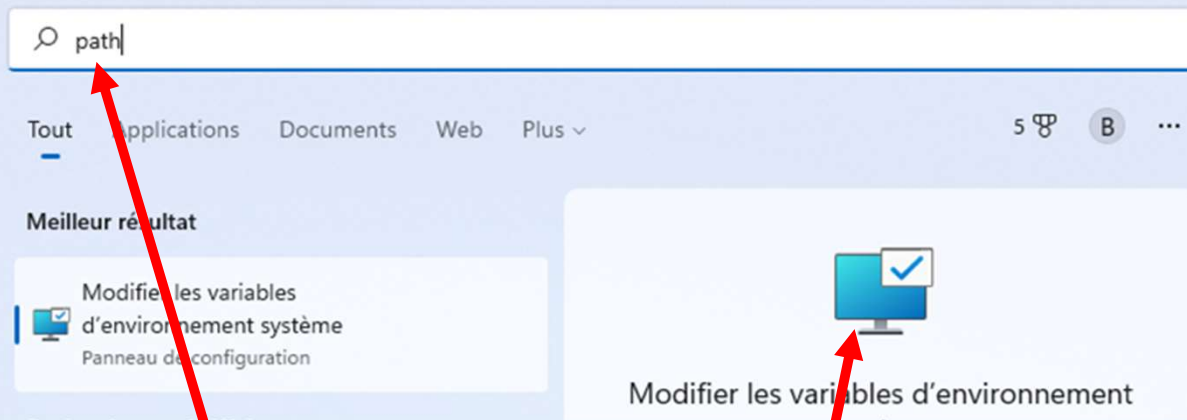 path
Tout Applications Documents Web Plus
5 B ...
Meilleur résultat
Modifier les variables
d'environnement système
Panneau de configuration
Modifier les variables d'environnement